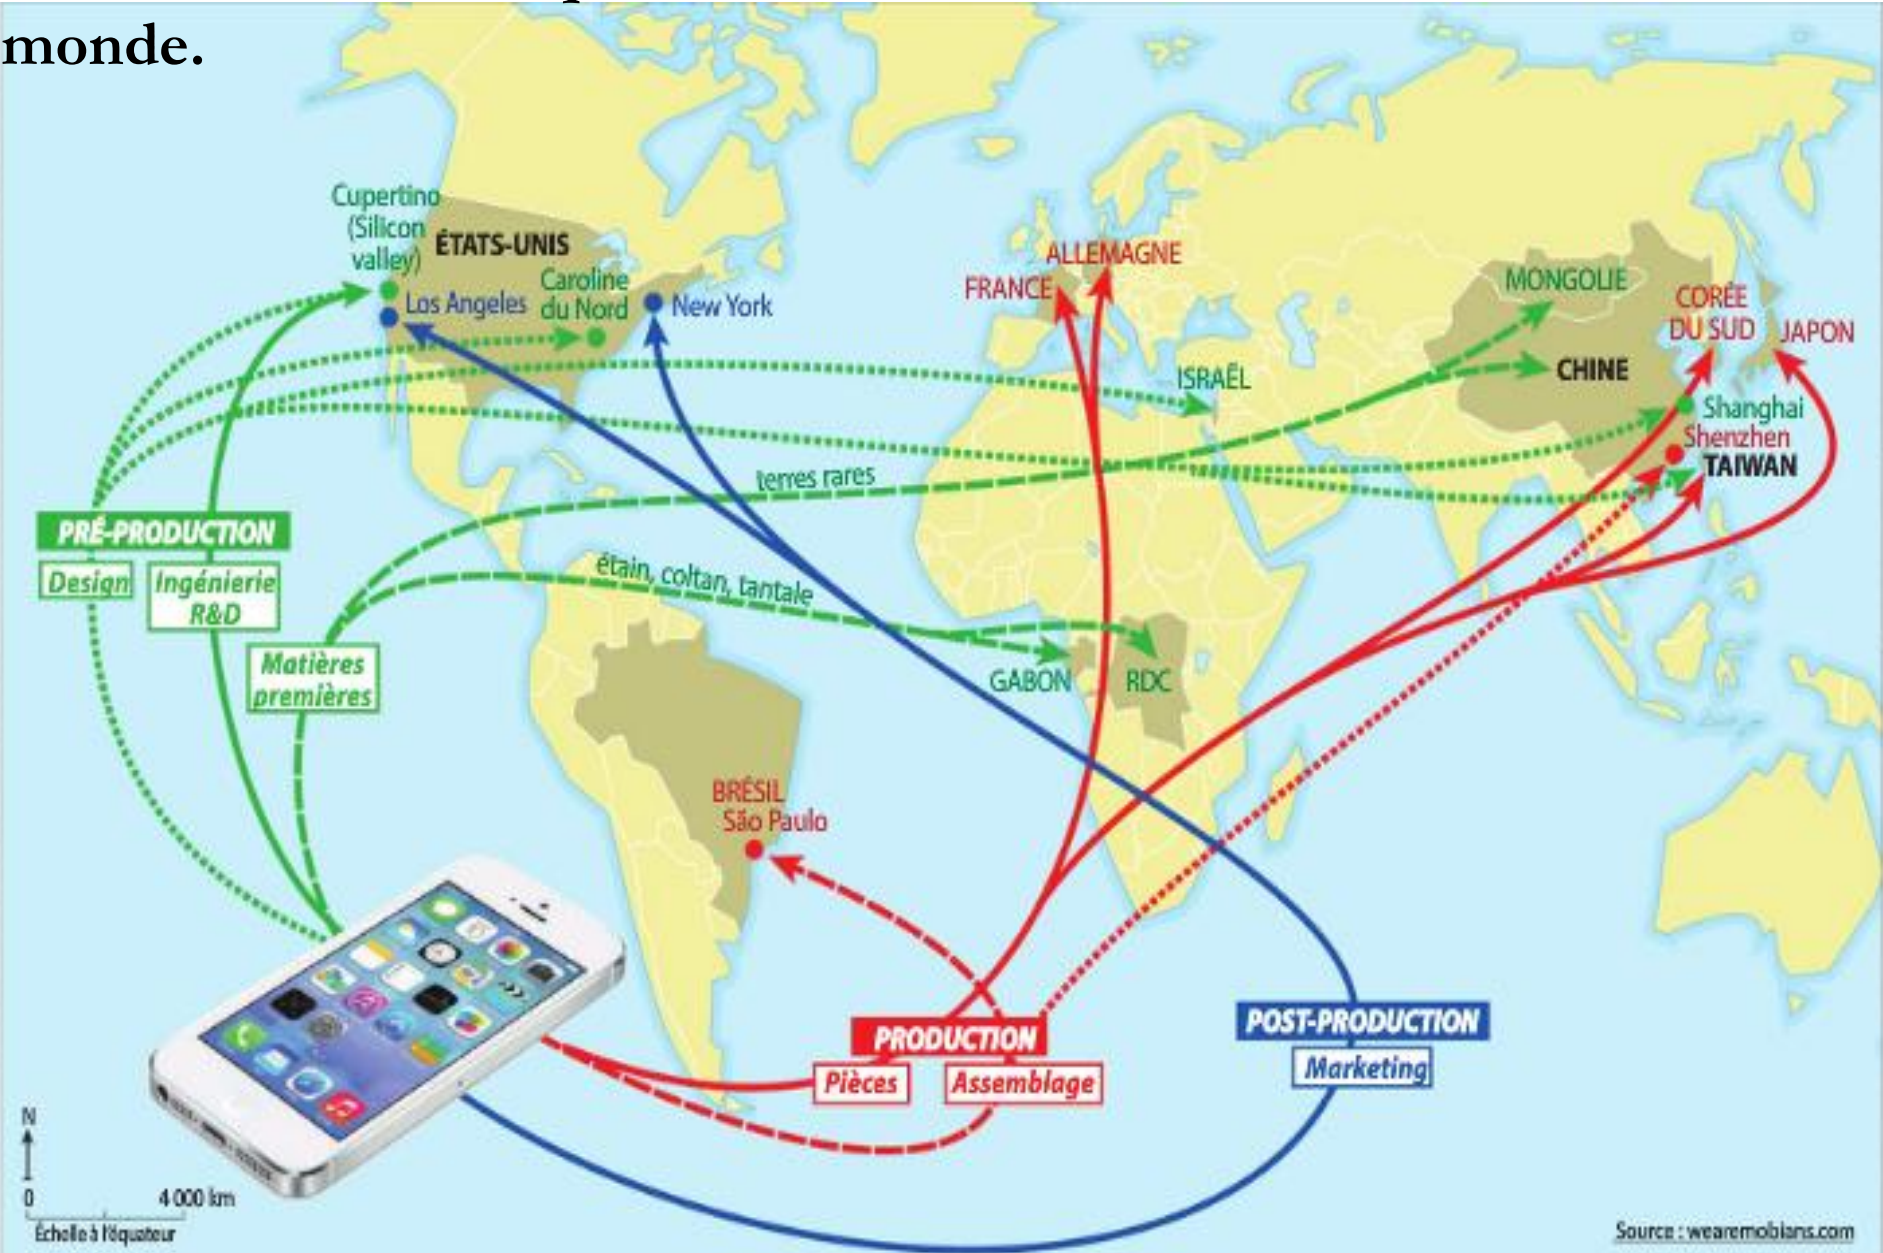 monde.
Cupertino
(Silicon
valley)
ÉTATS-UNIS
Caroline
du Nord
Los Angeles
New York
ALLEMAGNE
FRANCE
ISRAËL
MONGOLIE
CORÉE
DU SUD
JAPON
CHINE
Shanghai
Shenzhen
TAIWAN
terres rares
PRÉ-PRODUCTION
Design
Ingénierie
R&D
étain, coltan, tantale
Matières
premières
GABON
RDC
BRÉSIL
São Paulo
PRODUCTION
Pièces
Assemblage
POST-PRODUCTION
Marketing
N
0
4 000 km
Échelle à l'équateur
Source : wearemobians.com